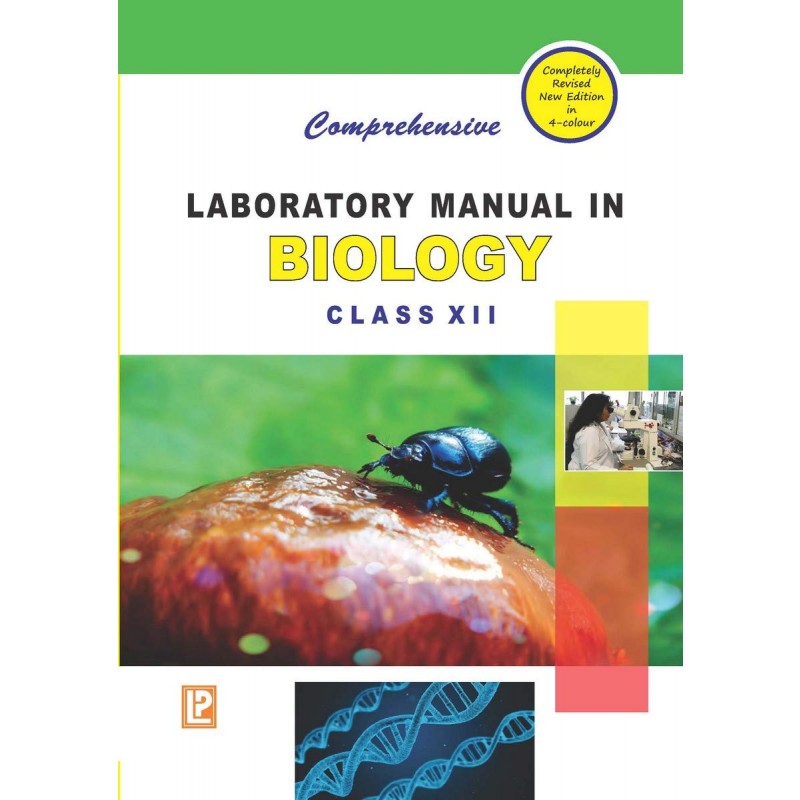 Completely
Revised
New Edition
in
4-colour
Comprehensive
LABORATORY MANUAL IN
BIOLOGY
CLASS XII
LP